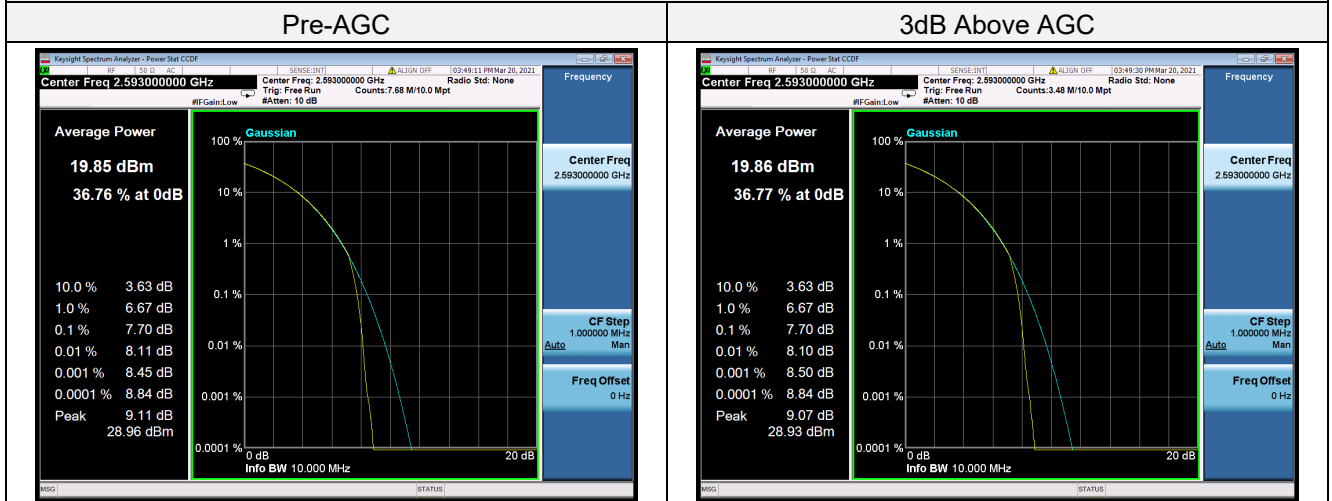 Pre-AGC
3dB Above AGC
Keysight Spectrum Analyzer - Power Stat CCDF
RF 50 Ω AC SENSE:INT ALIGN OFF 03:49:11 PM Mar 20, 2021
Center Freq 2.593000000 GHz
Center Freq: 2.593000000 GHz Radio Std: None
Trig: Free Run Counts:7.68 M/10.0 Mpt
#IFGain:Low #Atten: 10 dB
Frequency
Average Power
19.85 dBm
36.76 % at 0dB
10.0 % 3.63 dB
1.0 % 6.67 dB
0.1 % 7.70 dB
0.01 % 8.11 dB
0.001 % 8.45 dB
0.0001 % 8.84 dB
Peak 9.11 dB
28.96 dBm
Gaussian
100 %
10 %
1 %
0.1 %
0.01 %
0.001 %
0.0001 %
0 dB 20 dB
Info BW 10.000 MHz
Center Freq
2.593000000 GHz
CF Step
1.000000 MHz
Auto Man
Freq Offset
0 Hz
MSG STATUS
Keysight Spectrum Analyzer - Power Stat CCDF
RF 50 Ω AC SENSE:INT ALIGN OFF 03:49:30 PM Mar 20, 2021
Center Freq 2.593000000 GHz
Center Freq: 2.593000000 GHz Radio Std: None
Trig: Free Run Counts:3.48 M/10.0 Mpt
#IFGain:Low #Atten: 10 dB
Frequency
Average Power
19.86 dBm
36.77 % at 0dB
10.0 % 3.63 dB
1.0 % 6.67 dB
0.1 % 7.70 dB
0.01 % 8.10 dB
0.001 % 8.50 dB
0.0001 % 8.84 dB
Peak 9.07 dB
28.93 dBm
Gaussian
100 %
10 %
1 %
0.1 %
0.01 %
0.001 %
0.0001 %
0 dB 20 dB
Info BW 10.000 MHz
Center Freq
2.593000000 GHz
CF Step
1.000000 MHz
Auto Man
Freq Offset
0 Hz
MSG STATUS